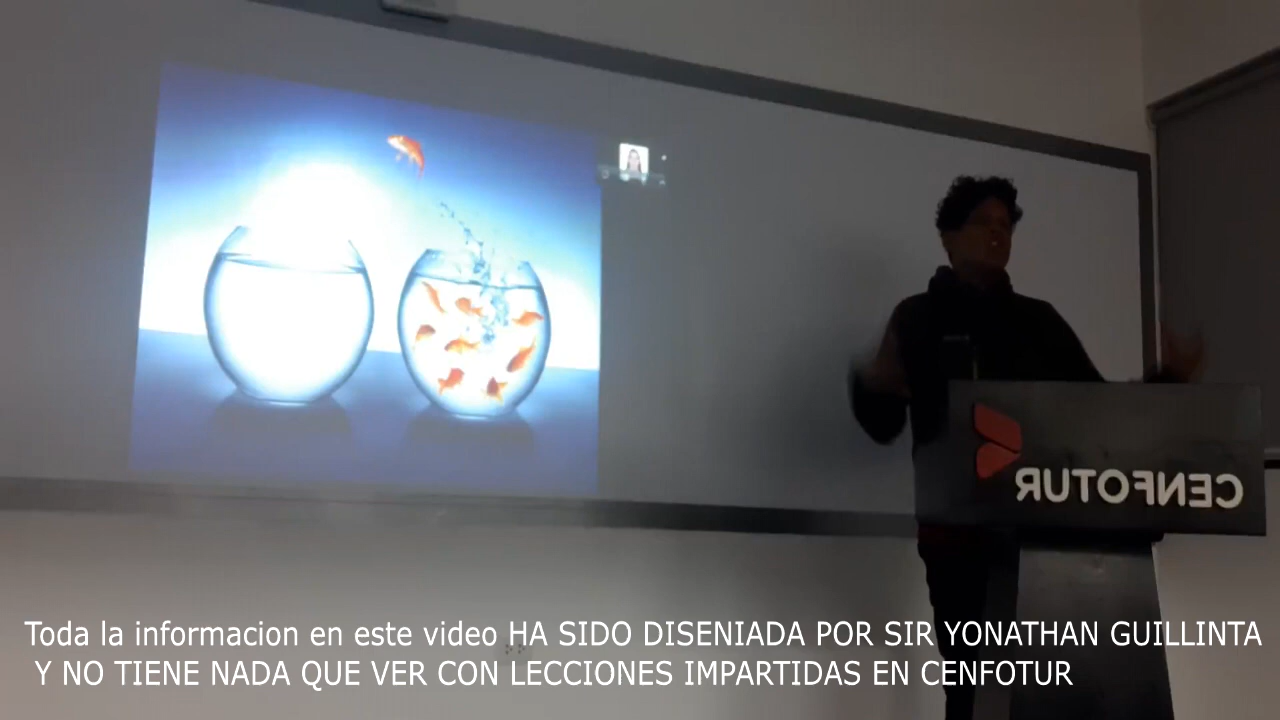 CENFOTUR
Toda la informacion en este video HA SIDO DISENIADA POR SIR YONATHAN GUILLINTA
Y NO TIENE NADA QUE VER CON LECCIONES IMPARTIDAS EN CENFOTUR